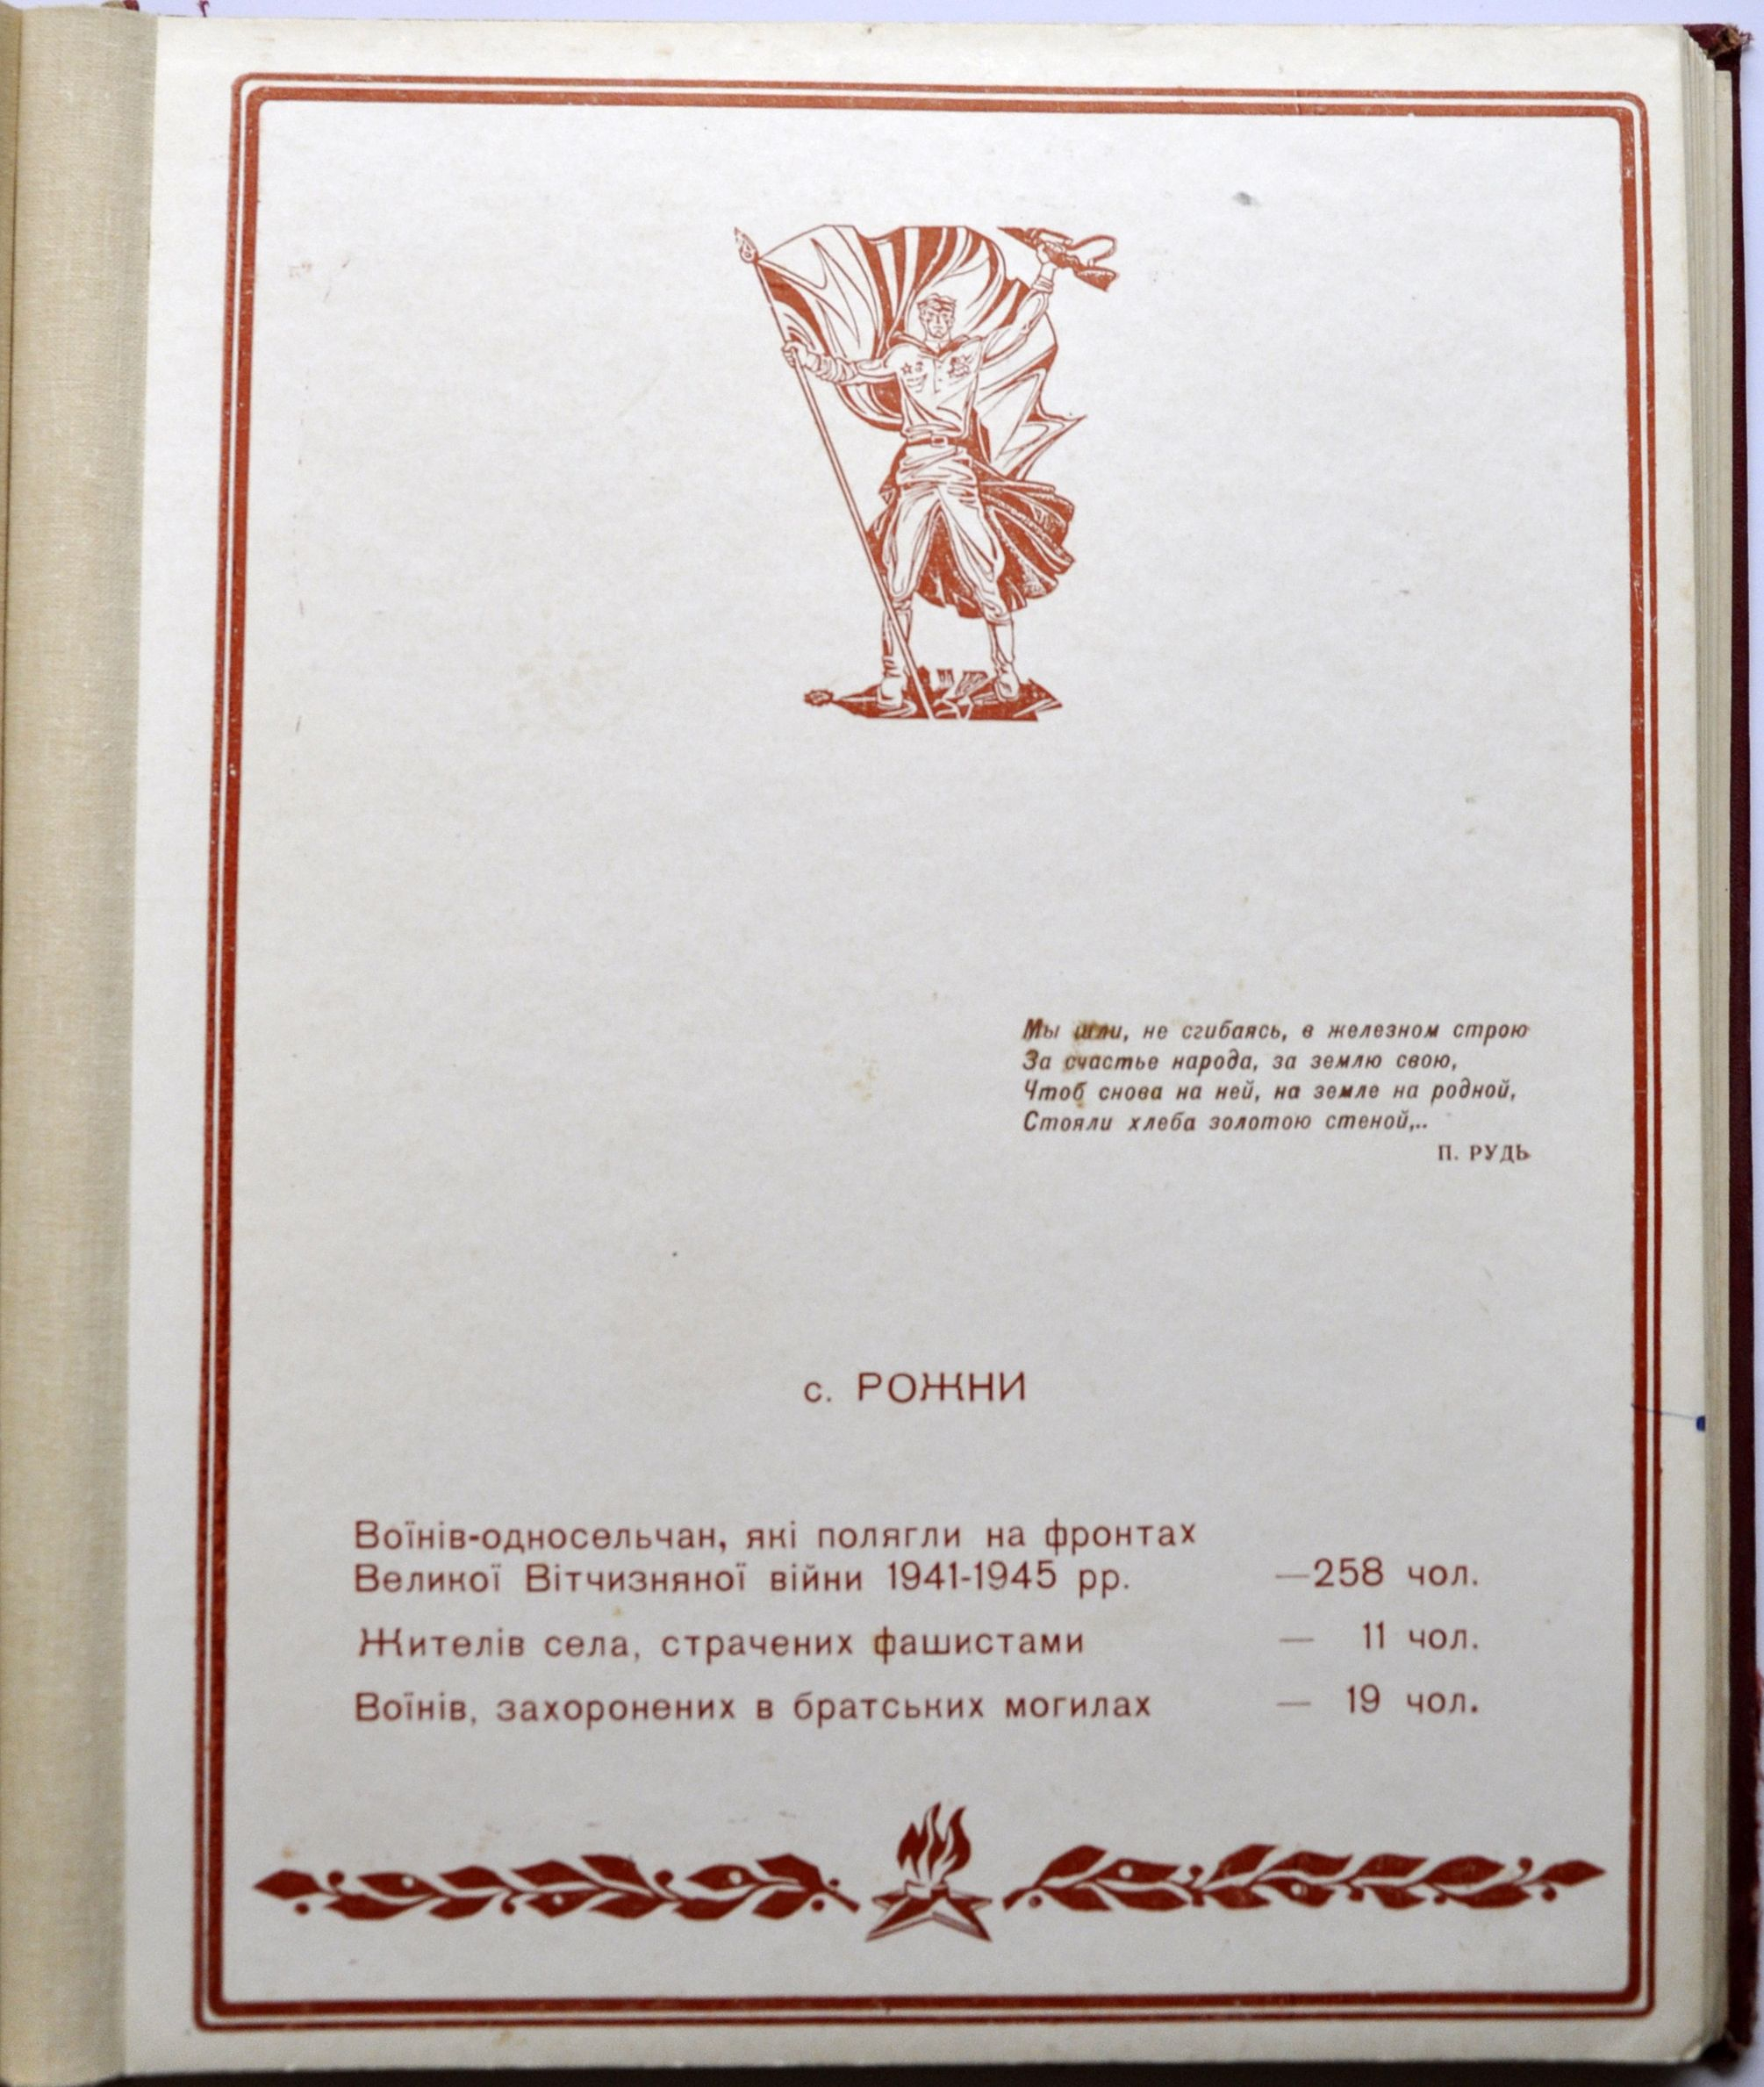 Мы шли, не сгибаясь, в железном строю
За счастье народа, за землю свою,
Чтоб снова на ней, на земле на родной,
Стояли хлеба золотою стеной,..
П. РУДЬ
с. РОЖНИ
Воїнів-односельчан, які полягли на фронтах
Великої Вітчизняної війни 1941-1945 рр. —258 чол.
Жителів села, страчених фашистами — 11 чол.
Воїнів, захоронених в братських могилах — 19 чол.